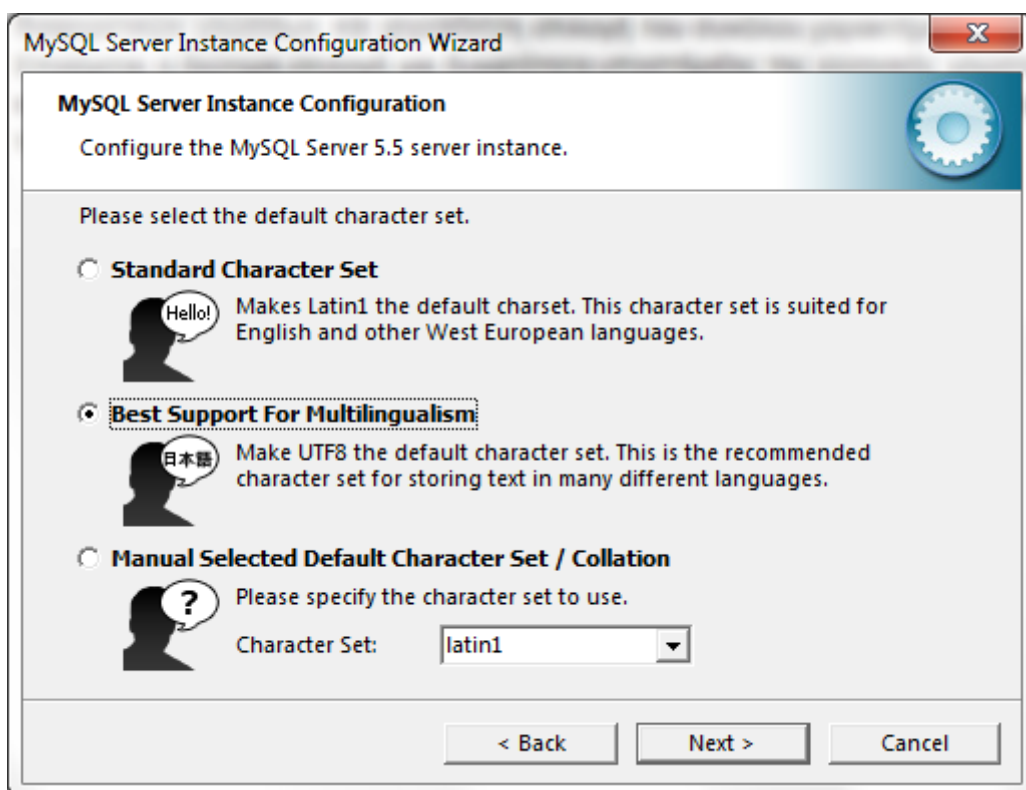 MySQL Server Instance Configuration Wizard
MySQL Server Instance Configuration
Configure the MySQL Server 5.5 server instance.
Please select the default character set.
Standard Character Set
Hello!
Makes Latin1 the default charset. This character set is suited for
English and other West European languages.
Best Support For Multilingualism
日本語
Make UTF8 the default character set. This is the recommended
character set for storing text in many different languages.
Manual Selected Default Character Set / Collation
?
Please specify the character set to use.
Character Set: latin1
< Back Next > Cancel